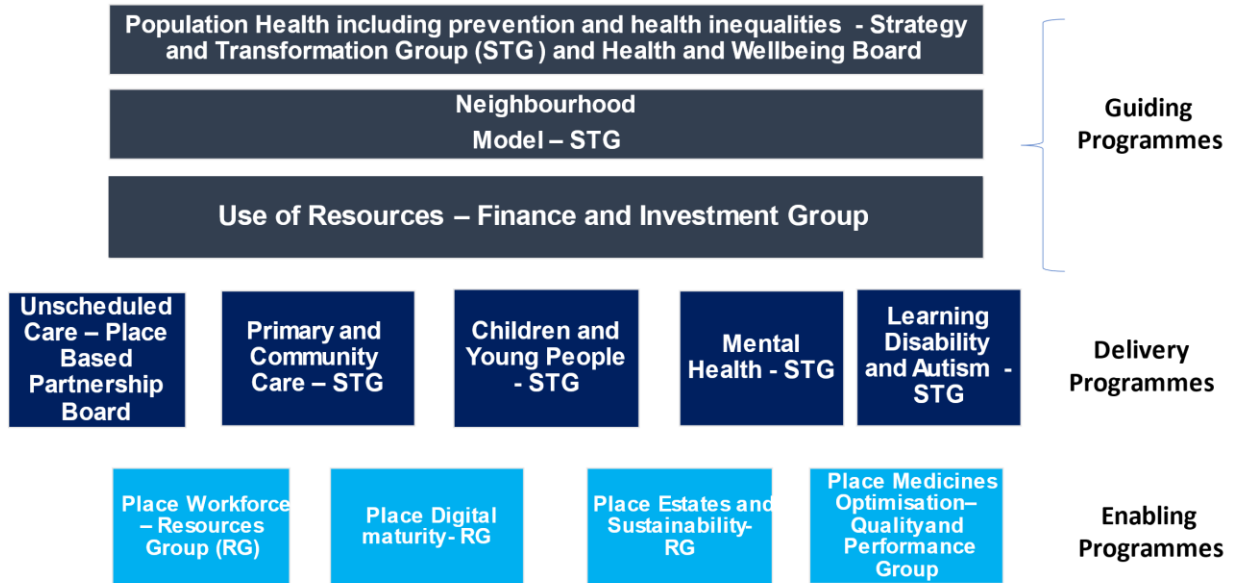 Population Health including prevention and health inequalities - Strategy
and Transformation Group (STG) and Health and Wellbeing Board
Neighbourhood
Model – STG
Use of Resources – Finance and Investment Group
Guiding
Programmes
Unscheduled
Care – Place
Based
Partnership
Board
Primary and
Community
Care – STG
Children and
Young People
- STG
Mental
Health - STG
Learning
Disability
and Autism -
STG
Delivery
Programmes
Place Workforce
– Resources
Group (RG)
Place Digital
maturity- RG
Place Estates and
Sustainability-
RG
Place Medicines
Optimisation–
Quality and
Performance
Group
Enabling
Programmes